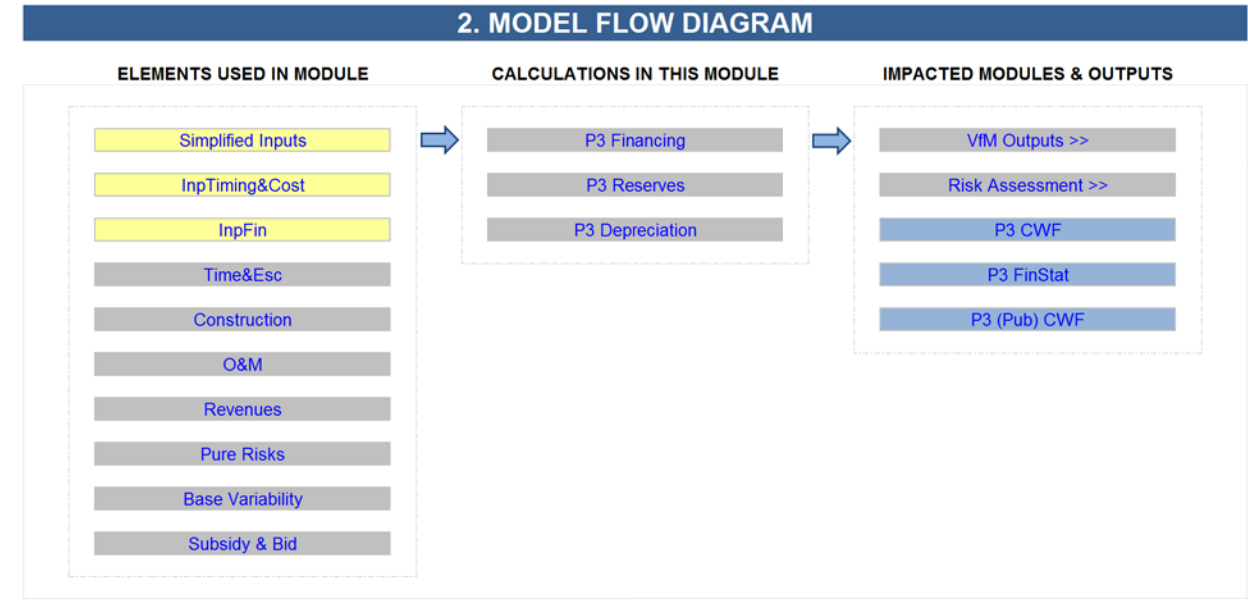 2. MODEL FLOW DIAGRAM
ELEMENTS USED IN MODULE
Simplified Inputs
InpTiming&Cost
InpFin
Time&Esc
Construction
O&M
Revenues
Pure Risks
Base Variability
Subsidy & Bid
CALCULATIONS IN THIS MODULE
P3 Financing
P3 Reserves
P3 Depreciation
IMPACTED MODULES & OUTPUTS
VfM Outputs >>
Risk Assessment >>
P3 CWF
P3 FinStat
P3 (Pub) CWF